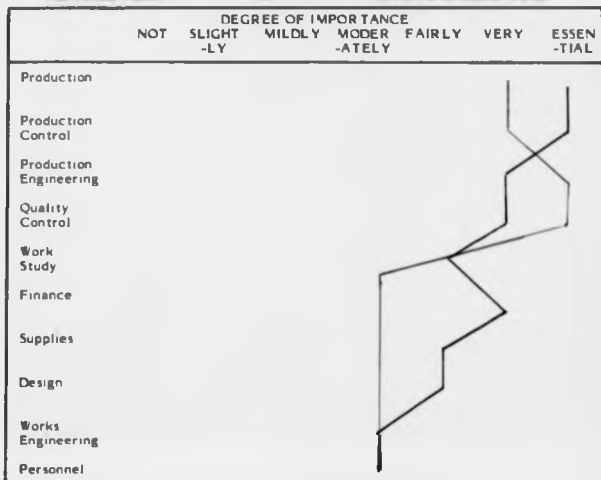 DEGREE OF IMPORTANCE
NOT SLIGHT MILDLY MODER FAIRLY VERY ESSEN
-LY -ATELY -TIAL
Production
Production
Control
Production
Engineering
Quality
Control
Work
Study
Finance
Supplies
Design
Works
Engineering
Personnel